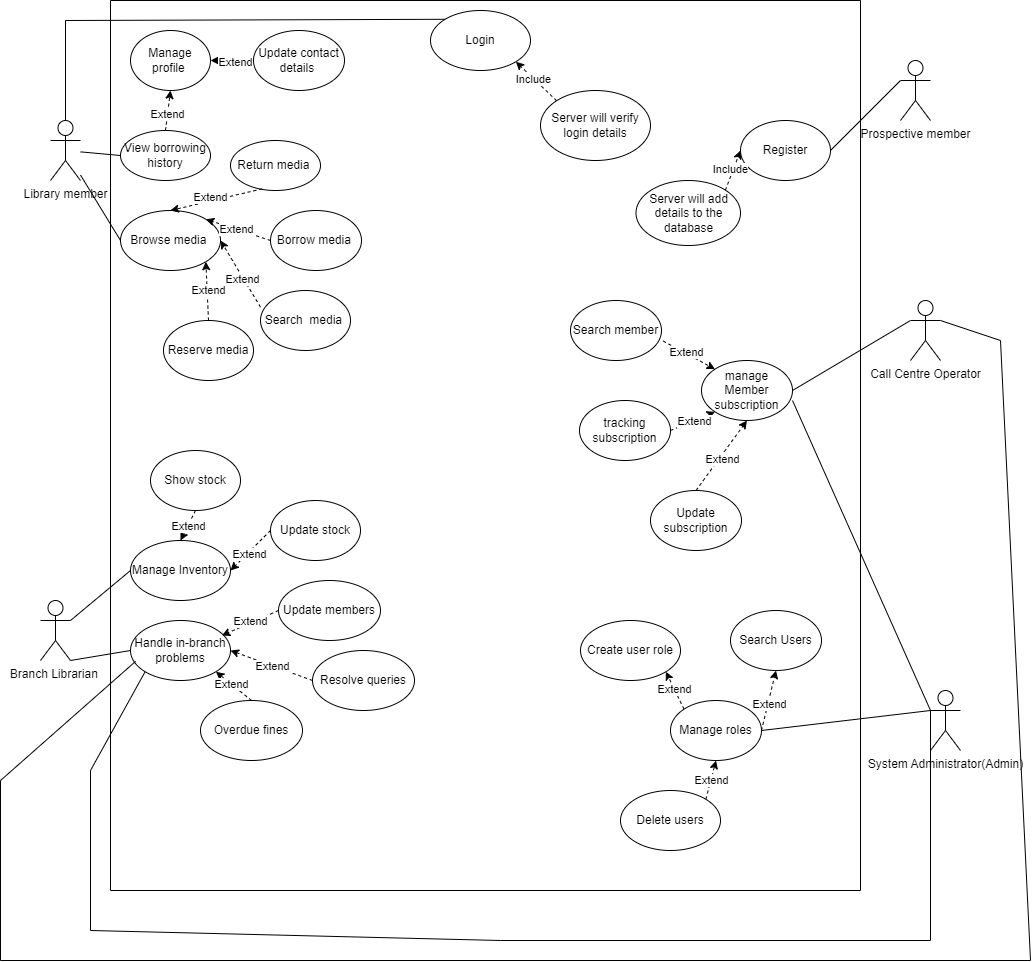 Login
Manage
profile
Extend
Update contact
details
Include
Extend
Server will verify
login details
Prospective member
View borrowing
history
Register
Return media
Include
Library member
Extend
Server will add
details to the
database
Browse media
Extend
Borrow media
Extend
Extend
Search  media
Search member
Reserve media
Extend
Call Centre Operator
manage
Member
subscription
tracking
subscription
Extend
Extend
Show stock
Update
subscription
Extend
Update stock
Extend
Manage Inventory
Update members
Extend
Handle in-branch
problems
Create user role
Search Users
Extend
Branch Librarian
Resolve queries
Extend
Extend
Extend
Overdue fines
Manage roles
System Administrator(Admin)
Extend
Delete users